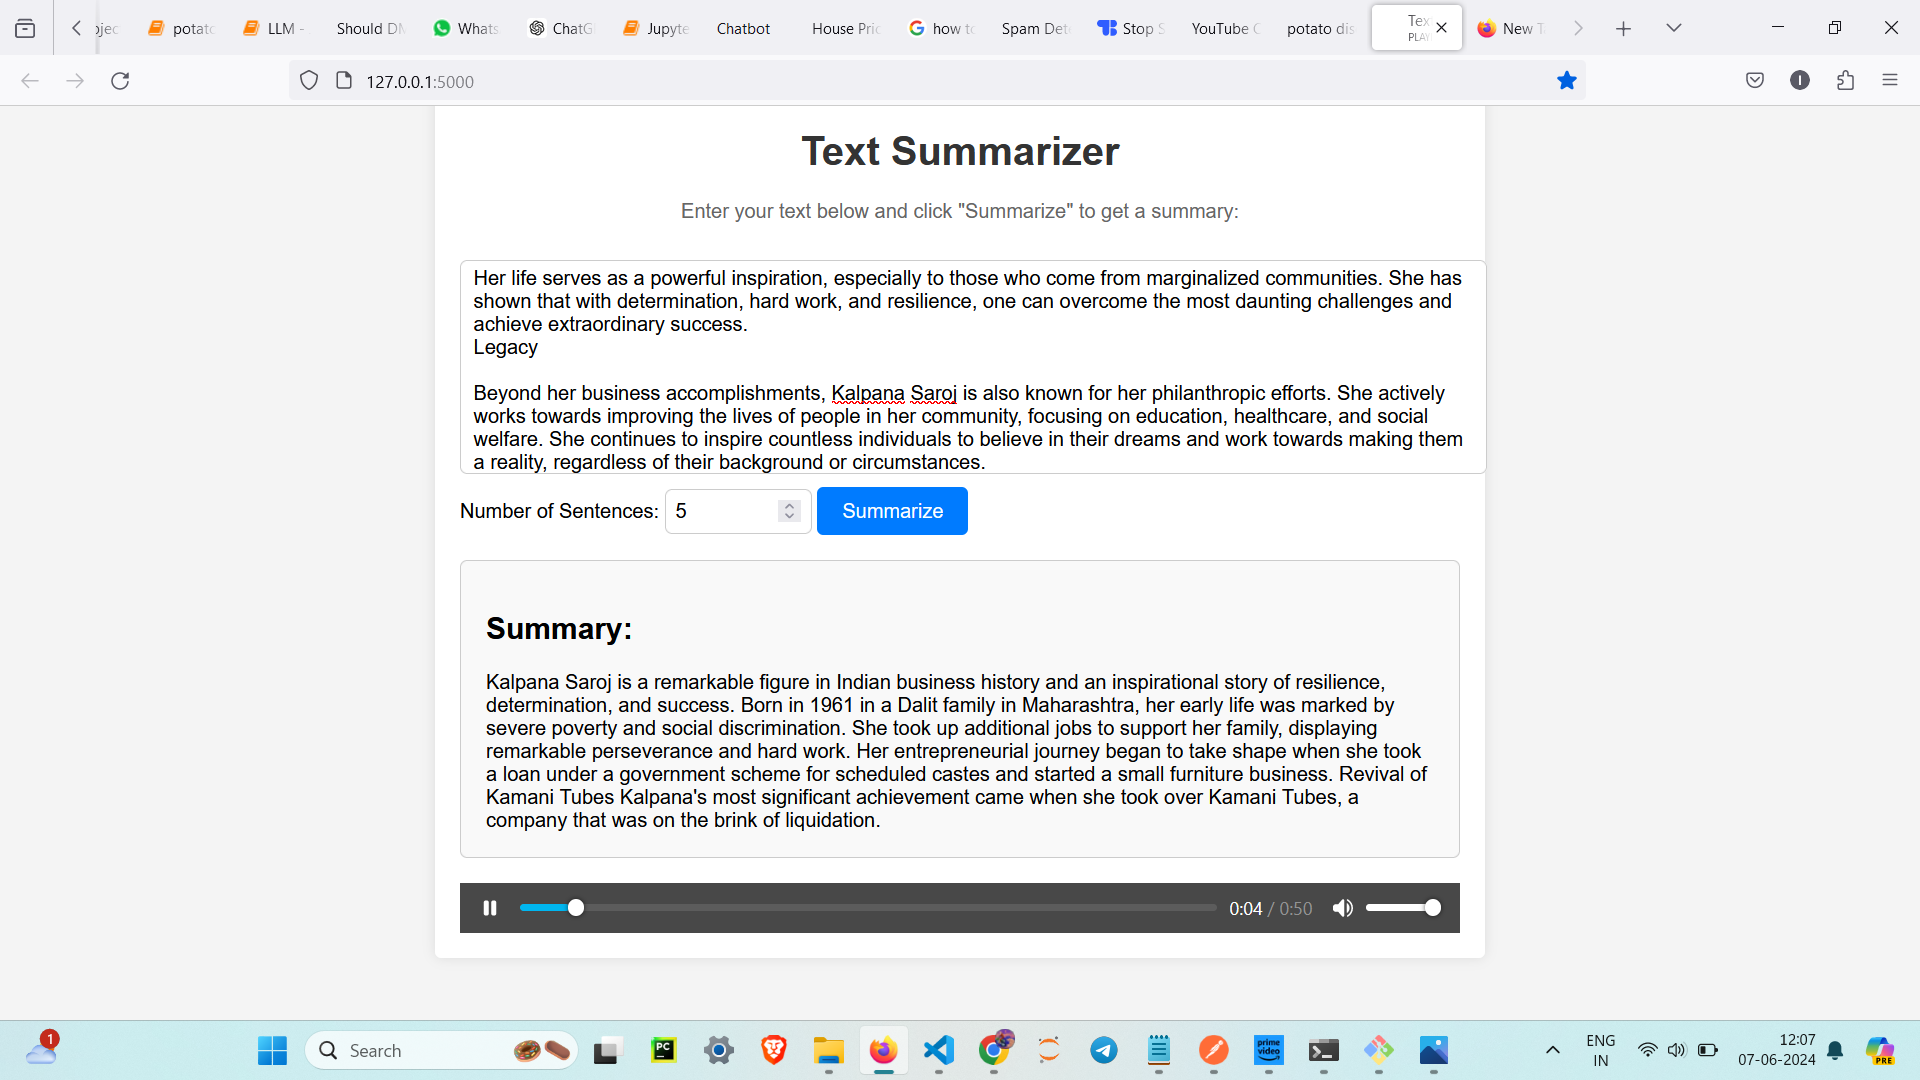 potato
LLM -
Should DM
Whats
ChatG
Jupyte
Chatbot
House Pric
how to
Spam Det
Stop S
YouTube C
potato dis
Tex
PLAY
New T
127.0.0.1:5000
Text Summarizer
Enter your text below and click "Summarize" to get a summary:
Her life serves as a powerful inspiration, especially to those who come from marginalized communities. She has
shown that with determination, hard work, and resilience, one can overcome the most daunting challenges and
achieve extraordinary success.
Legacy
Beyond her business accomplishments, Kalpana Saroj is also known for her philanthropic efforts. She actively
works towards improving the lives of people in her community, focusing on education, healthcare, and social
welfare. She continues to inspire countless individuals to believe in their dreams and work towards making them
a reality, regardless of their background or circumstances.
Number of Sentences: 5 Summarize
Summary:
Kalpana Saroj is a remarkable figure in Indian business history and an inspirational story of resilience,
determination, and success. Born in 1961 in a Dalit family in Maharashtra, her early life was marked by
severe poverty and social discrimination. She took up additional jobs to support her family, displaying
remarkable perseverance and hard work. Her entrepreneurial journey began to take shape when she took
a loan under a government scheme for scheduled castes and started a small furniture business. Revival of
Kamani Tubes Kalpana's most significant achievement came when she took over Kamani Tubes, a
company that was on the brink of liquidation.
0:04 / 0:50
1
Search
PC
prime
video
ENG
IN
12:07
07-06-2024
PRE